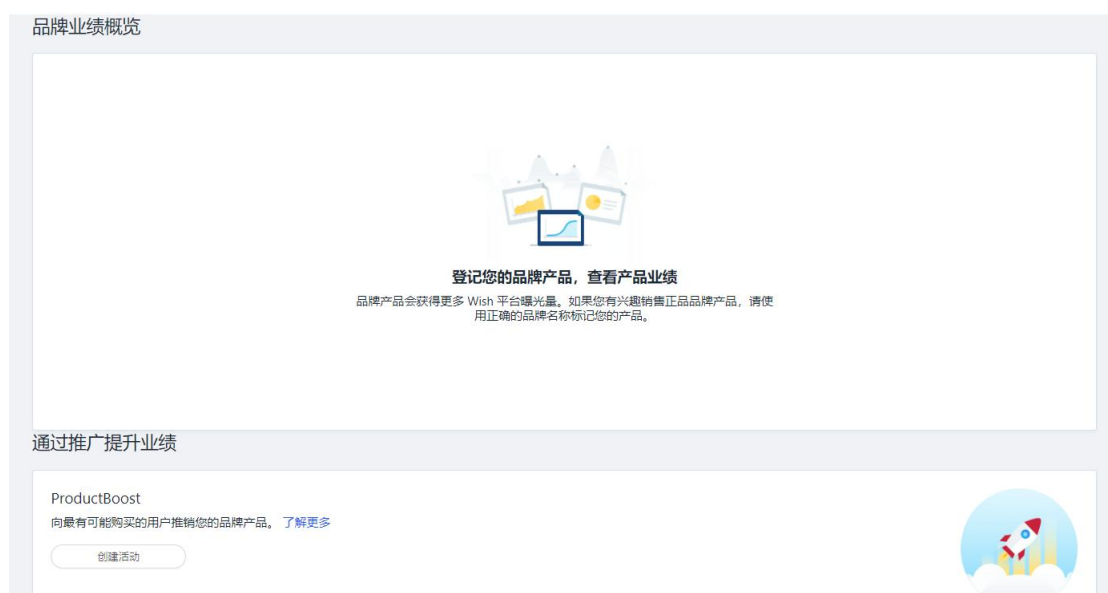 品牌业绩概览
登记您的品牌产品，查看产品业绩
品牌产品会获得更多 Wish 平台曝光量。如果您有兴趣销售正品品牌产品，请使
用正确的品牌名称标记您的产品。
通过推广提升业绩
ProductBoost
向最有可能购买的用户推销您的品牌产品。 了解更多
创建活动